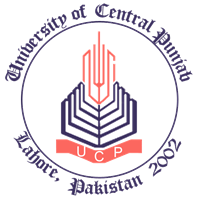 University of Central Punjab
UCP
Lahore, Pakistan 2002